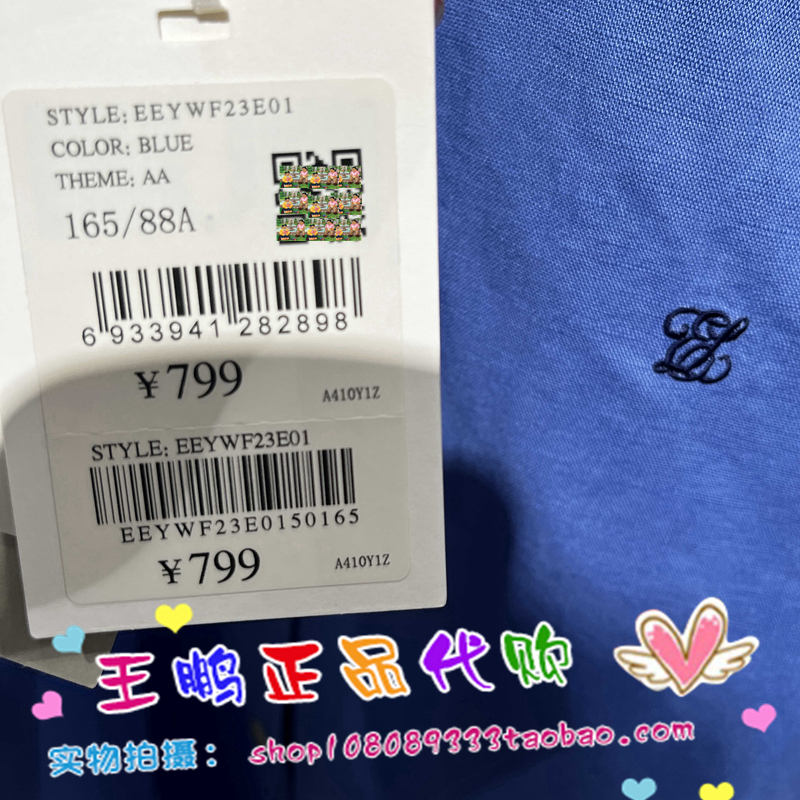 STYLE: EEYWF23E01
COLOR: BLUE
THEME: AA
165/88A
6 933941 282898
¥799
A410Y1Z
STYLE: EEYWF23E01
EEYWF23E0150165
¥799
A410Y1Z
王鹏正品代购
实物拍摄：shop108089333taobao.com